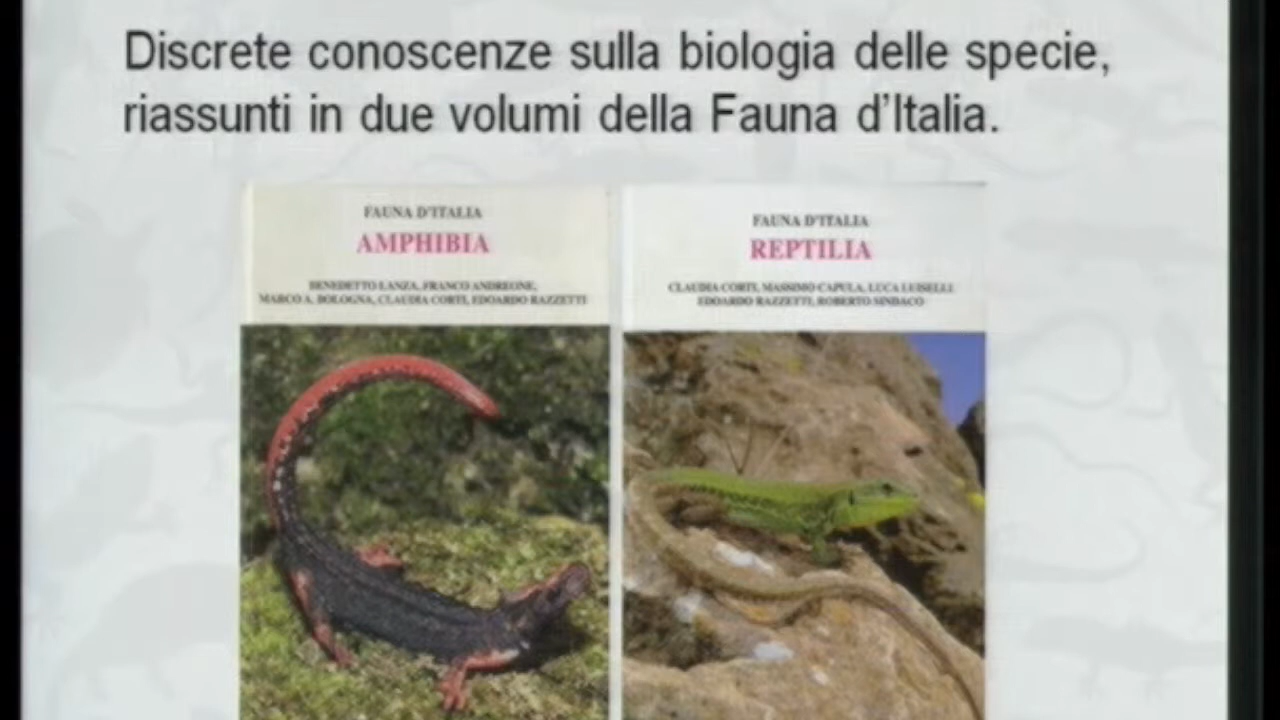 Discrete conoscenze sulla biologia delle specie,
riassunti in due volumi della Fauna d'Italia.
FAUNA D'ITALIA
AMPHIBIA
BENEDETTO LANZA, FRANCO ANDREONE,
MARCO A. BOLOGNA, CLAUDIA CORTI, EDOARDO RAZZETTI
FAUNA D'ITALIA
REPTILIA
CLAUDIA CORTI, MASSIMO CAPULA, LUCA LUISELLI
EDOARDO RAZZETTI, ROBERTO SINDACO